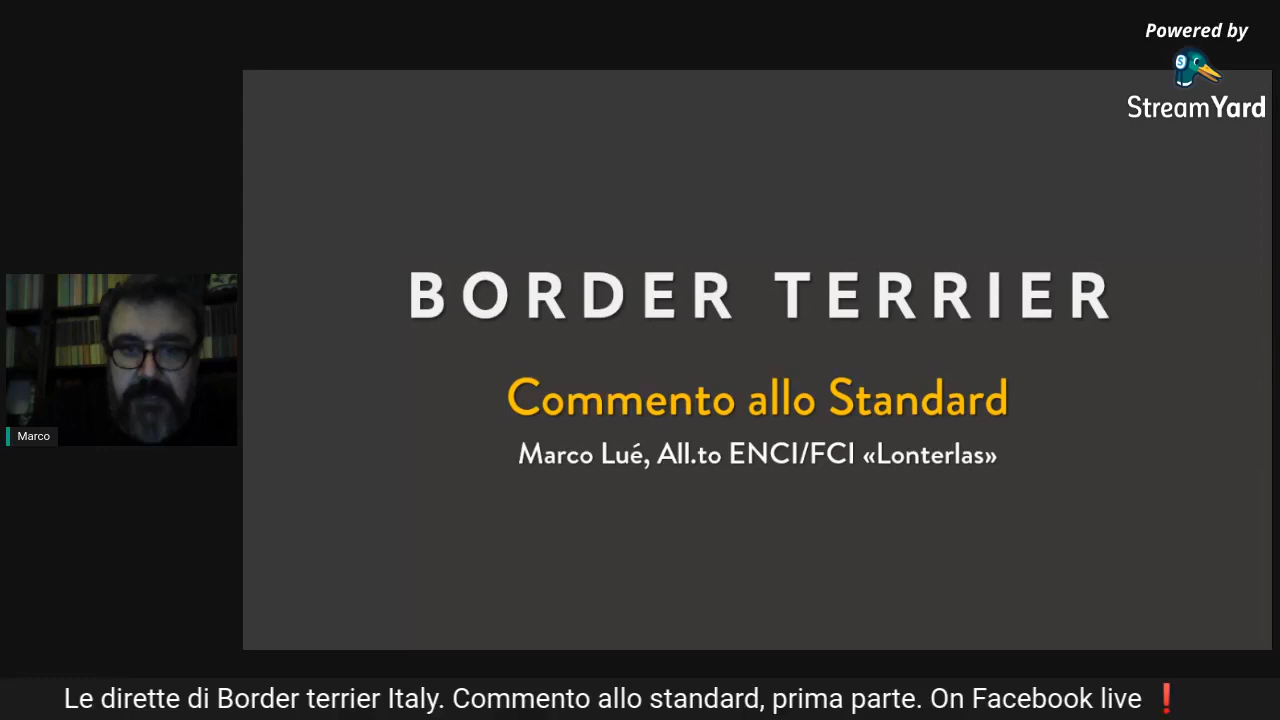 Powered by
StreamYard
BORDER TERRIER
Commento allo Standard
Marco Lué, All.to ENCI/FCI «Lonterlas»
Marco
Le dirette di Border terrier Italy. Commento allo standard, prima parte. On Facebook live ❗